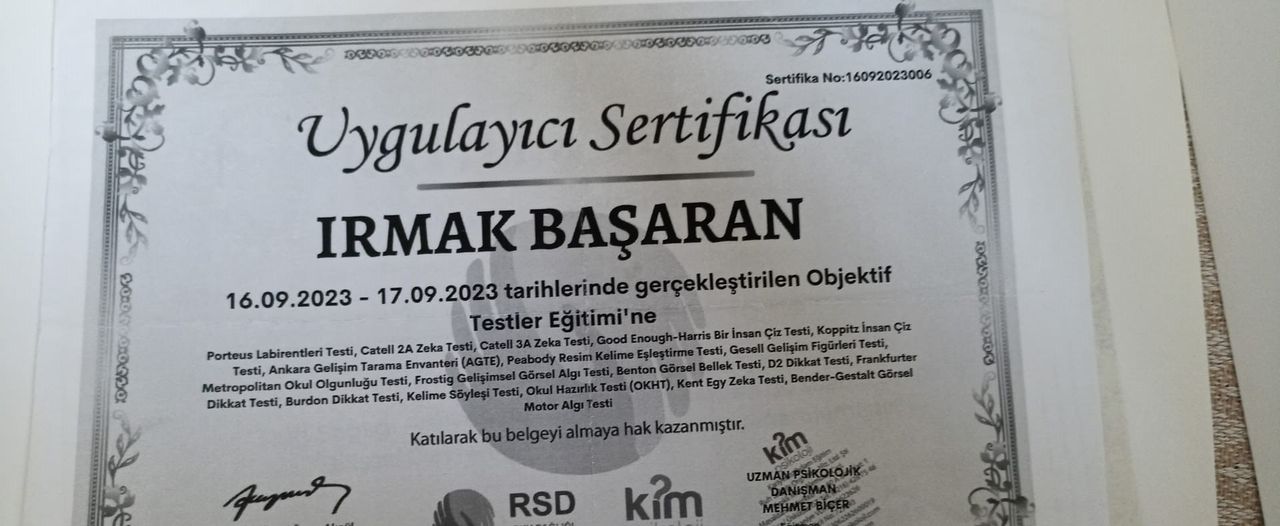 Sertifika No:16092023006
Uygulayıcı Sertifikası
IRMAK BAŞARAN
16.09.2023 - 17.09.2023 tarihlerinde gerçekleştirilen Objektif
Testler Eğitimi'ne
Porteus Labirentleri Testi, Catell 2A Zeka Testi, Catell 3A Zeka Testi, Good Enough-Harris Bir İnsan Çiz Testi, Koppitz İnsan Çiz
Testi, Ankara Gelişim Tarama Envanteri (AGTE), Peabody Resim Kelime Eşleştirme Testi, Gesell Gelişim Figürleri Testi,
Metropolitan Okul Olgunluğu Testi, Frostig Gelişimsel Görsel Algı Testi, Benton Görsel Bellek Testi, D2 Dikkat Testi, Frankfurter
Dikkat Testi, Burdon Dikkat Testi, Kelime Söyleşi Testi, Okul Hazırlık Testi (OKHT), Kent Egy Zeka Testi, Bender-Gestalt Görsel
Motor Algı Testi
Katılarak bu belgeyi almaya hak kazanmıştır.
kim
psikoloji
UZMAN PSİKOLOJİK
DANIŞMAN
MEHMET BİÇER
RSD
kim